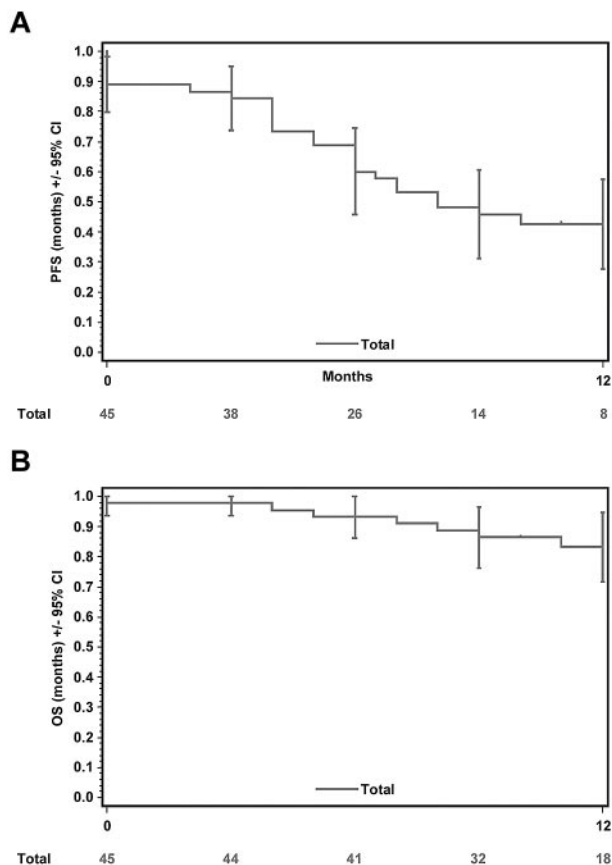 A
PFS (months) +/- 95% CI
1.0
0.9
0.8
0.7
0.6
0.5
0.4
0.3
0.2
0.1
0.0
Total
0 Months 12
Total 45 38 26 14 8
B
OS (months) +/- 95% CI
1.0
0.9
0.8
0.7
0.6
0.5
0.4
0.3
0.2
0.1
0.0
Total
0 12
Total 45 44 41 32 18